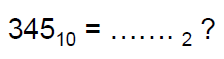 345₁₀ = ....... ₂ ?